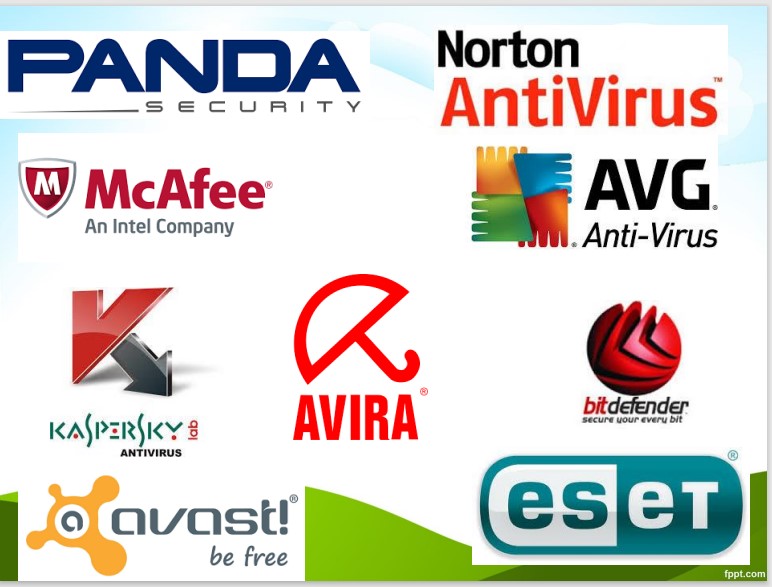 PANDA
SECURITY
Norton
AntiVirus™
M McAfee®
An Intel Company
AVG®
Anti-Virus
KASPERSKY lab
ANTIVIRUS
AVIRA®
bitdefender
secure your every bit
a avast!®
be free
eseT®
fppt.com